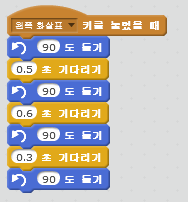 왼쪽 화살표 키를 눌렀을 때
90 도 돌기
0.5 초 기다리기
90 도 돌기
0.6 초 기다리기
90 도 돌기
0.3 초 기다리기
90 도 돌기